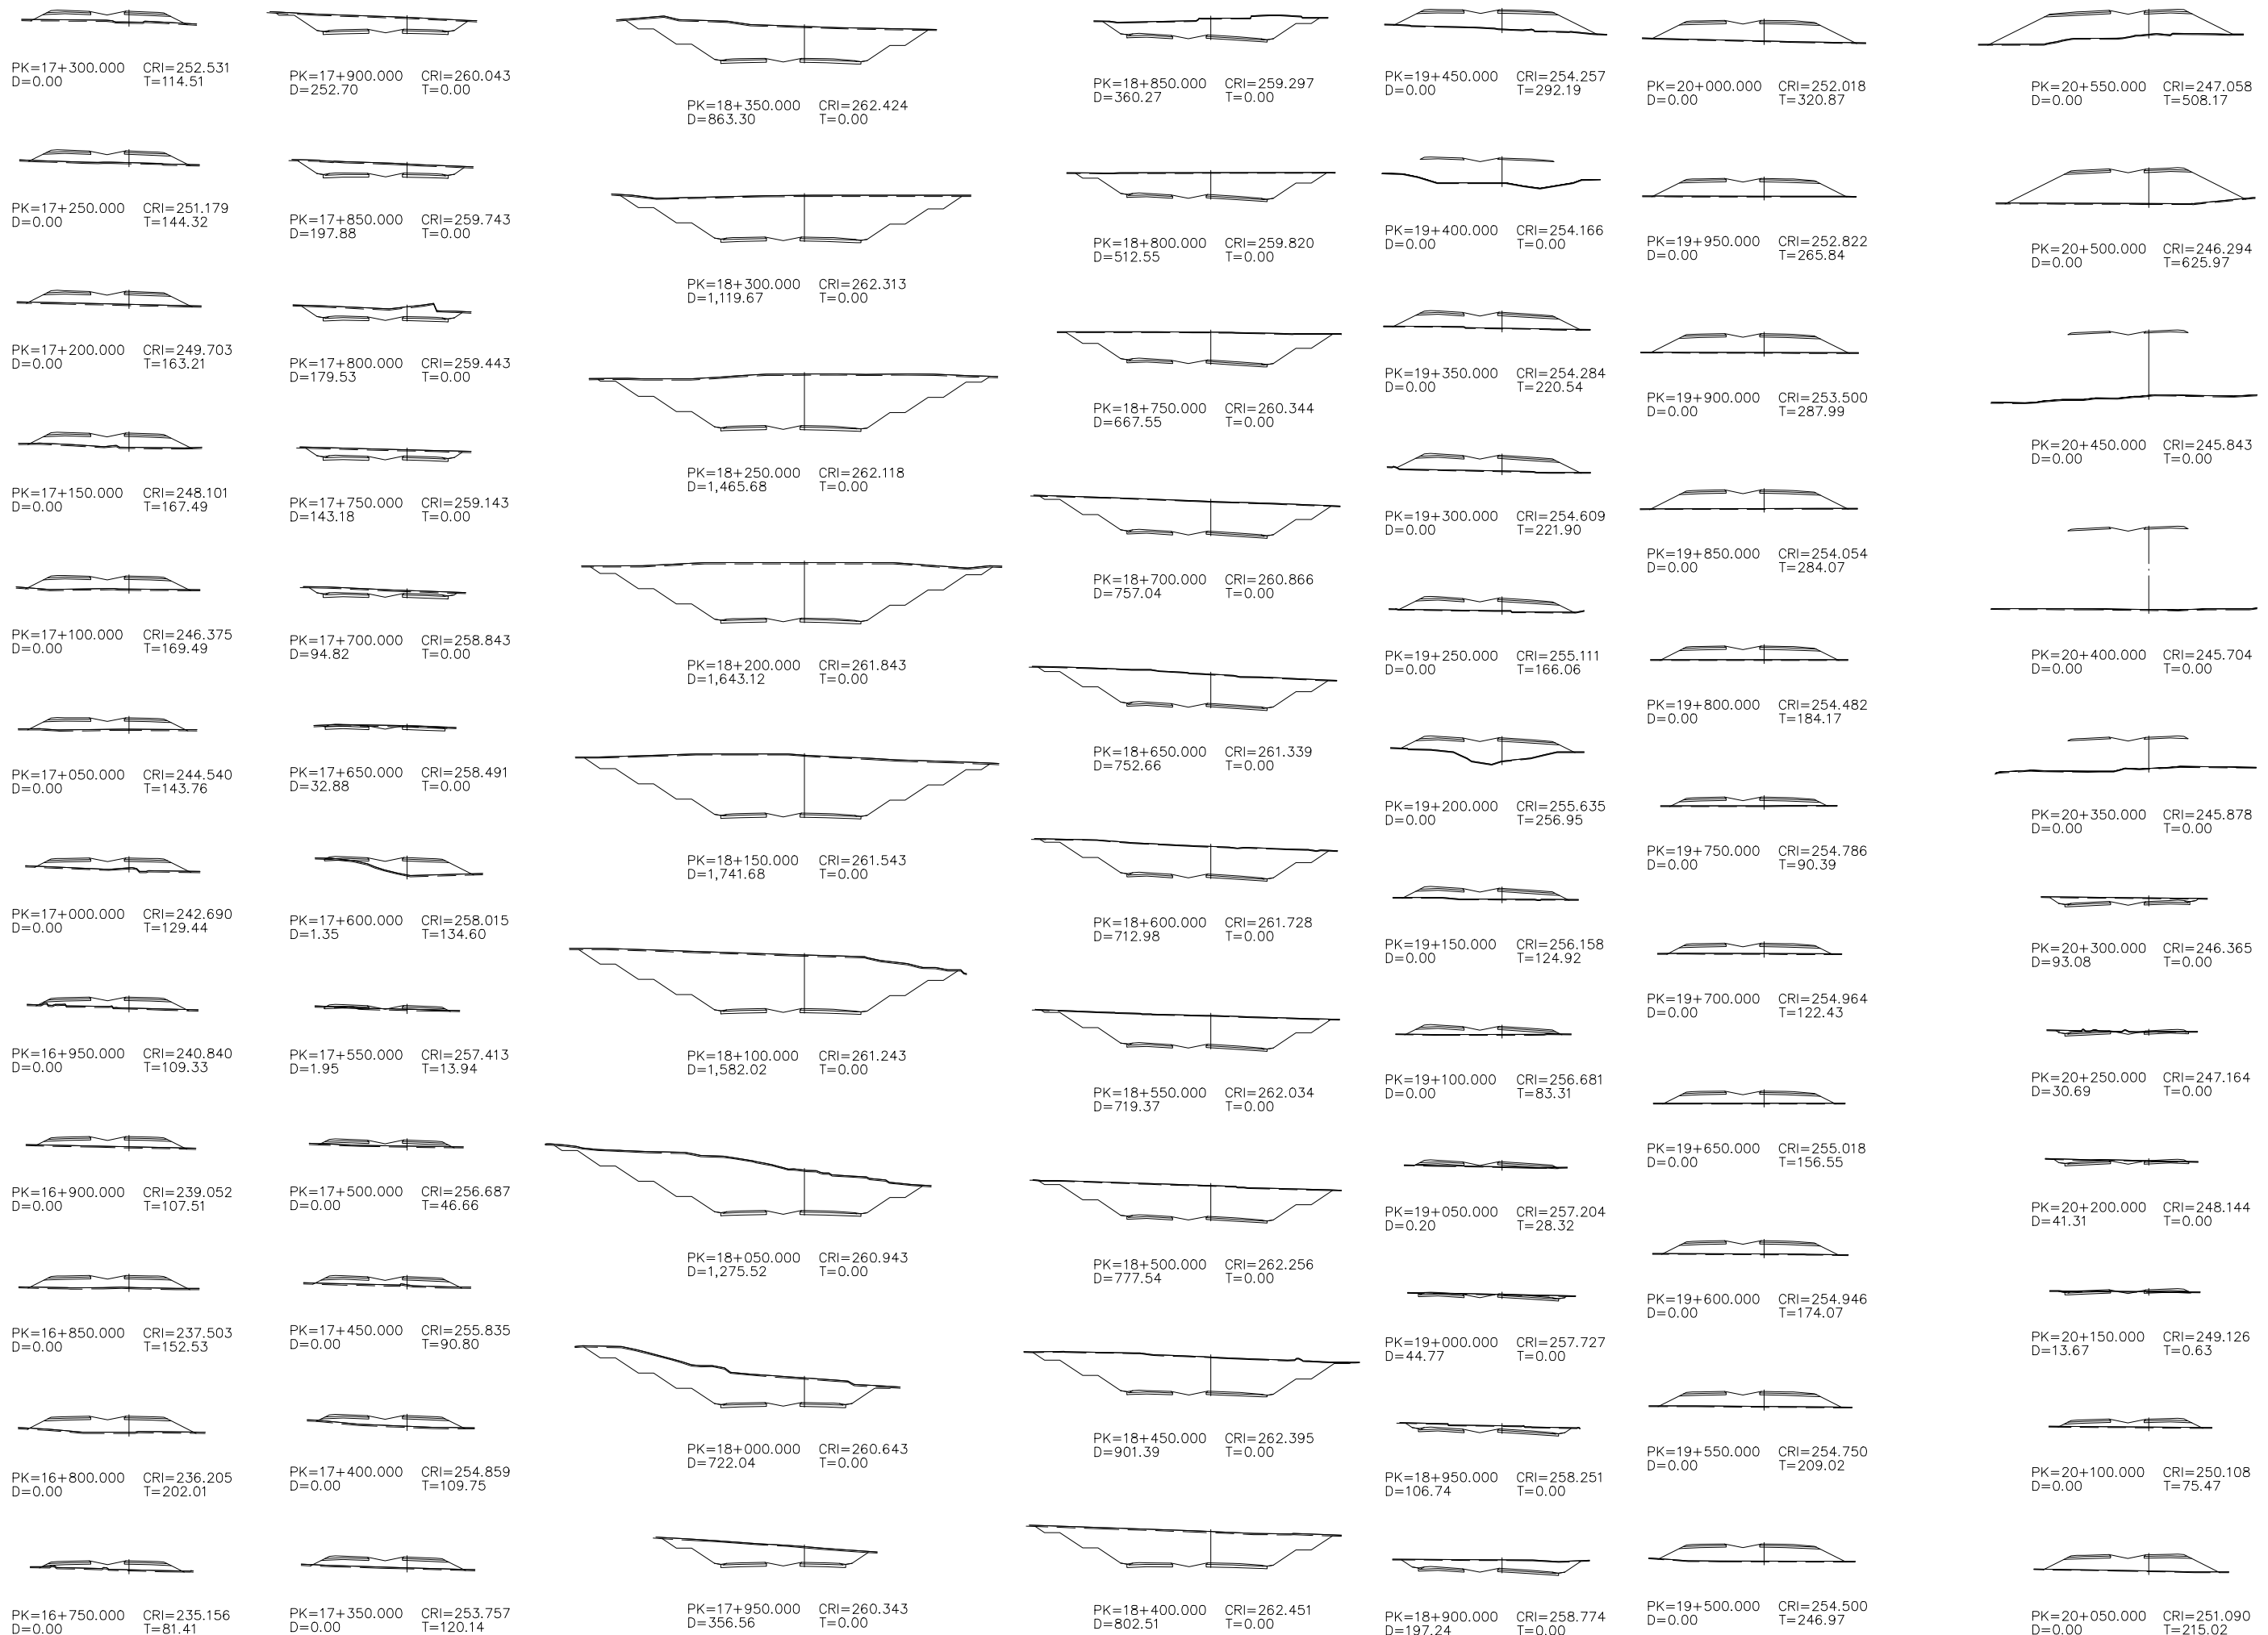 PK=17+300.000 CRI=252.531
D=0.00 T=114.51
PK=17+250.000 CRI=251.179
D=0.00 T=144.32
PK=17+200.000 CRI=249.703
D=0.00 T=163.21
PK=17+150.000 CRI=248.101
D=0.00 T=167.49
PK=17+100.000 CRI=246.375
D=0.00 T=169.49
PK=17+050.000 CRI=244.540
D=0.00 T=143.76
PK=17+000.000 CRI=242.690
D=0.00 T=129.44
PK=16+950.000 CRI=240.840
D=0.00 T=109.33
PK=16+900.000 CRI=239.052
D=0.00 T=107.51
PK=16+850.000 CRI=237.503
D=0.00 T=152.53
PK=16+800.000 CRI=236.205
D=0.00 T=202.01
PK=16+750.000 CRI=235.156
D=0.00 T=81.41
PK=17+900.000 CRI=260.043
D=252.70 T=0.00
PK=17+850.000 CRI=259.743
D=197.88 T=0.00
PK=17+800.000 CRI=259.443
D=179.53 T=0.00
PK=17+750.000 CRI=259.143
D=143.18 T=0.00
PK=17+700.000 CRI=258.843
D=94.82 T=0.00
PK=17+650.000 CRI=258.491
D=32.88 T=0.00
PK=17+600.000 CRI=258.015
D=1.35 T=134.60
PK=17+550.000 CRI=257.413
D=1.95 T=13.94
PK=17+500.000 CRI=256.687
D=0.00 T=46.66
PK=17+450.000 CRI=255.835
D=0.00 T=90.80
PK=17+400.000 CRI=254.859
D=0.00 T=109.75
PK=17+350.000 CRI=253.757
D=0.00 T=120.14
PK=18+350.000 CRI=262.424
D=863.30 T=0.00
PK=18+300.000 CRI=262.313
D=1,119.67 T=0.00
PK=18+250.000 CRI=262.118
D=1,465.68 T=0.00
PK=18+200.000 CRI=261.843
D=1,643.12 T=0.00
PK=18+150.000 CRI=261.543
D=1,741.68 T=0.00
PK=18+100.000 CRI=261.243
D=1,582.02 T=0.00
PK=18+050.000 CRI=260.943
D=1,275.52 T=0.00
PK=18+000.000 CRI=260.643
D=722.04 T=0.00
PK=17+950.000 CRI=260.343
D=356.56 T=0.00
PK=18+850.000 CRI=259.297
D=360.27 T=0.00
PK=18+800.000 CRI=259.820
D=512.55 T=0.00
PK=18+750.000 CRI=260.344
D=667.55 T=0.00
PK=18+700.000 CRI=260.866
D=757.04 T=0.00
PK=18+650.000 CRI=261.339
D=752.66 T=0.00
PK=18+600.000 CRI=261.728
D=712.98 T=0.00
PK=18+550.000 CRI=262.034
D=719.37 T=0.00
PK=18+500.000 CRI=262.256
D=777.54 T=0.00
PK=18+450.000 CRI=262.395
D=901.39 T=0.00
PK=18+400.000 CRI=262.451
D=802.51 T=0.00
PK=19+450.000 CRI=254.257
D=0.00 T=292.19
PK=19+400.000 CRI=254.166
D=0.00 T=0.00
PK=19+350.000 CRI=254.284
D=0.00 T=220.54
PK=19+300.000 CRI=254.609
D=0.00 T=221.90
PK=19+250.000 CRI=255.111
D=0.00 T=166.06
PK=19+200.000 CRI=255.635
D=0.00 T=256.95
PK=19+150.000 CRI=256.158
D=0.00 T=124.92
PK=19+100.000 CRI=256.681
D=0.00 T=83.31
PK=19+050.000 CRI=257.204
D=0.20 T=28.32
PK=19+000.000 CRI=257.727
D=44.77 T=0.00
PK=18+950.000 CRI=258.251
D=106.74 T=0.00
PK=18+900.000 CRI=258.774
D=197.24 T=0.00
PK=20+000.000 CRI=252.018
D=0.00 T=320.87
PK=19+950.000 CRI=252.822
D=0.00 T=265.84
PK=19+900.000 CRI=253.500
D=0.00 T=287.99
PK=19+850.000 CRI=254.054
D=0.00 T=284.07
PK=19+800.000 CRI=254.482
D=0.00 T=184.17
PK=19+750.000 CRI=254.786
D=0.00 T=90.39
PK=19+700.000 CRI=254.964
D=0.00 T=122.43
PK=19+650.000 CRI=255.018
D=0.00 T=156.55
PK=19+600.000 CRI=254.946
D=0.00 T=174.07
PK=19+550.000 CRI=254.750
D=0.00 T=209.02
PK=19+500.000 CRI=254.500
D=0.00 T=246.97
PK=20+550.000 CRI=247.058
D=0.00 T=508.17
PK=20+500.000 CRI=246.294
D=0.00 T=625.97
PK=20+450.000 CRI=245.843
D=0.00 T=0.00
PK=20+400.000 CRI=245.704
D=0.00 T=0.00
PK=20+350.000 CRI=245.878
D=0.00 T=0.00
PK=20+300.000 CRI=246.365
D=93.08 T=0.00
PK=20+250.000 CRI=247.164
D=30.69 T=0.00
PK=20+200.000 CRI=248.144
D=41.31 T=0.00
PK=20+150.000 CRI=249.126
D=13.67 T=0.63
PK=20+100.000 CRI=250.108
D=0.00 T=75.47
PK=20+050.000 CRI=251.090
D=0.00 T=215.02